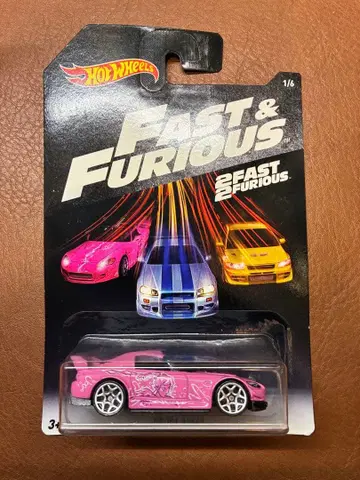 Hot Wheels
1/6
FAST &
FURIOUS
2 FAST
2 FURIOUS
3+